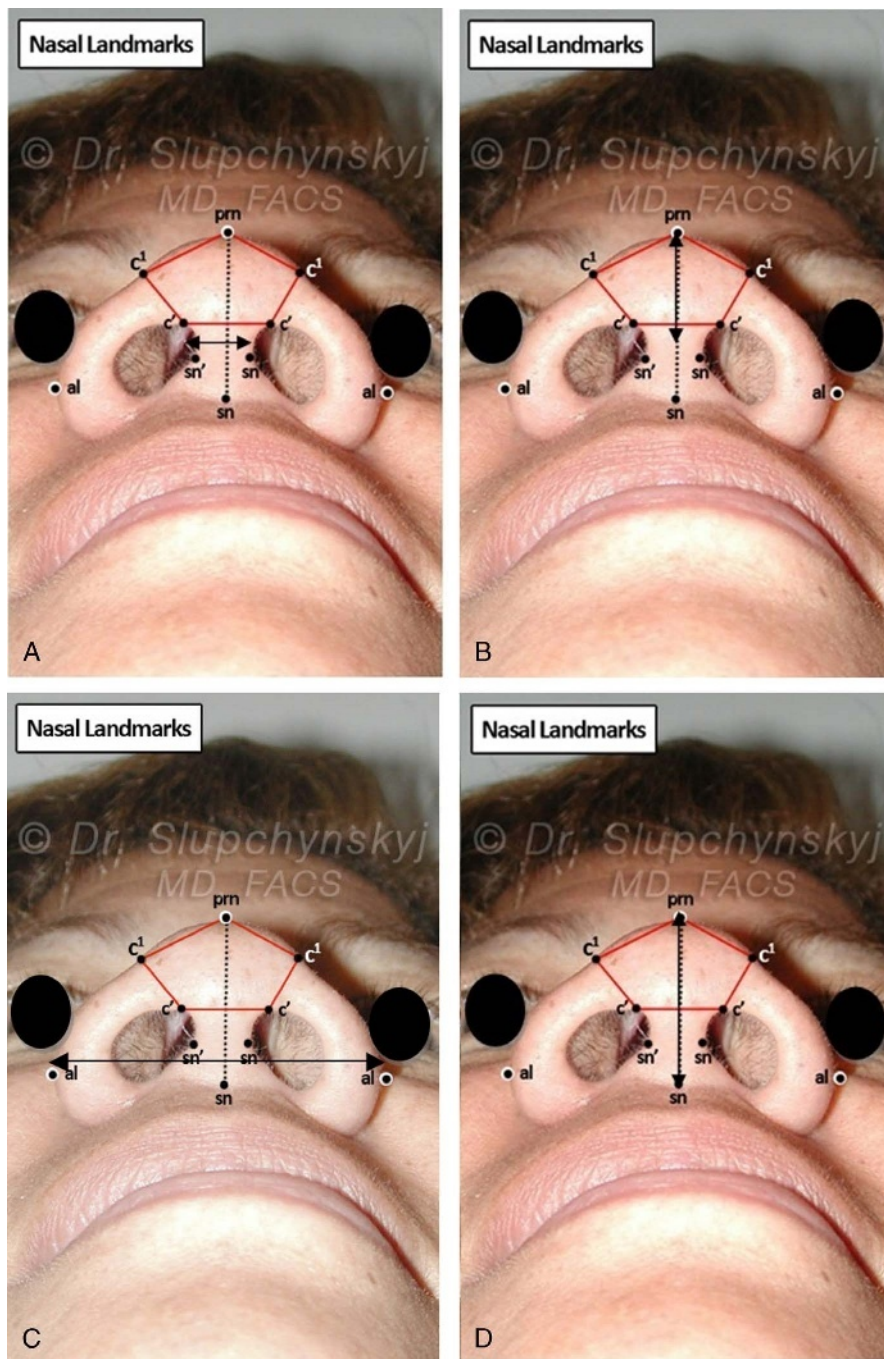 Nasal Landmarks
© Dr. Slupchynskyj
MD FACS
prn
C¹ C¹
c' c'
sn' sn
al al
sn
A
Nasal Landmarks
© Dr. Slupchynskyj
MD FACS
prn
C¹ C¹
c' c'
sn' sn
al al
sn
B
Nasal Landmarks
© Dr. Slupchynskyj
MD FACS
prn
C¹ C¹
c' c'
sn' sn
al al
sn
C
Nasal Landmarks
© Dr. Slupchynskyj
MD FACS
prn
C¹ C¹
c' c'
sn' sn
al al
sn
D